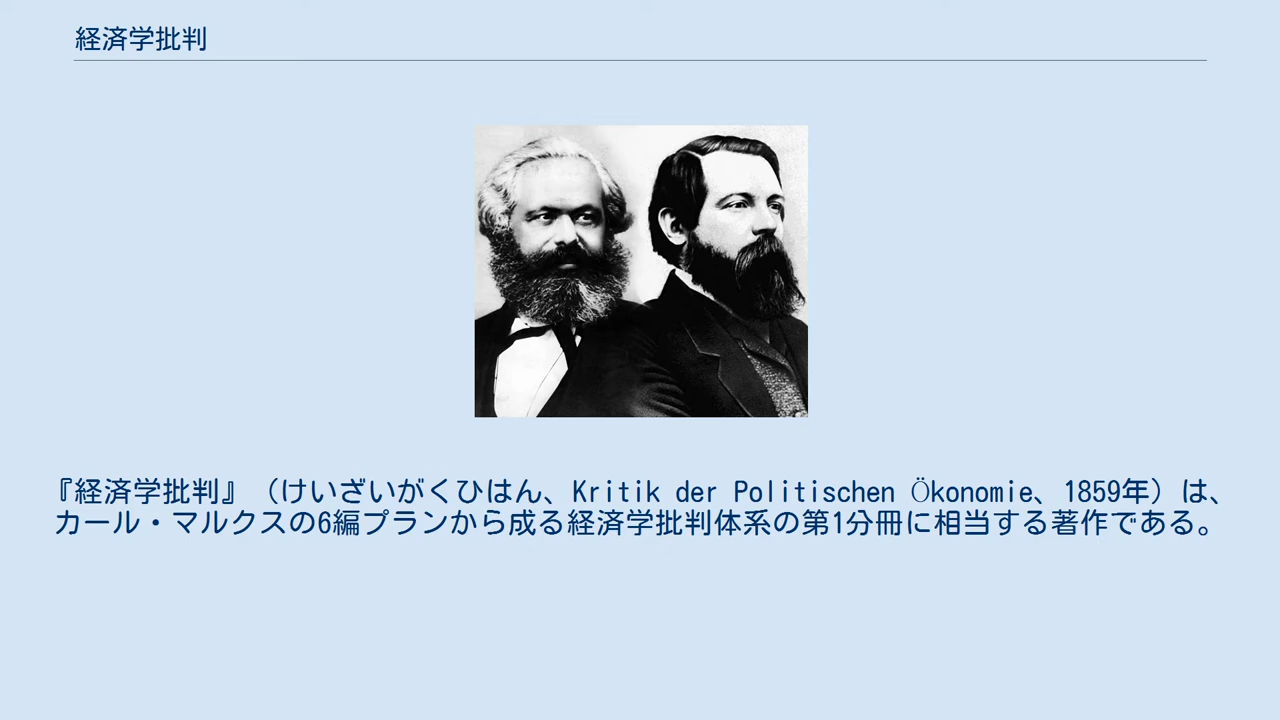 経済学批判
『経済学批判』（けいざいがくひはん、Kritik der Politischen Ökonomie、1859年）は、
カール・マルクスの6編プランから成る経済学批判体系の第1分冊に相当する著作である。